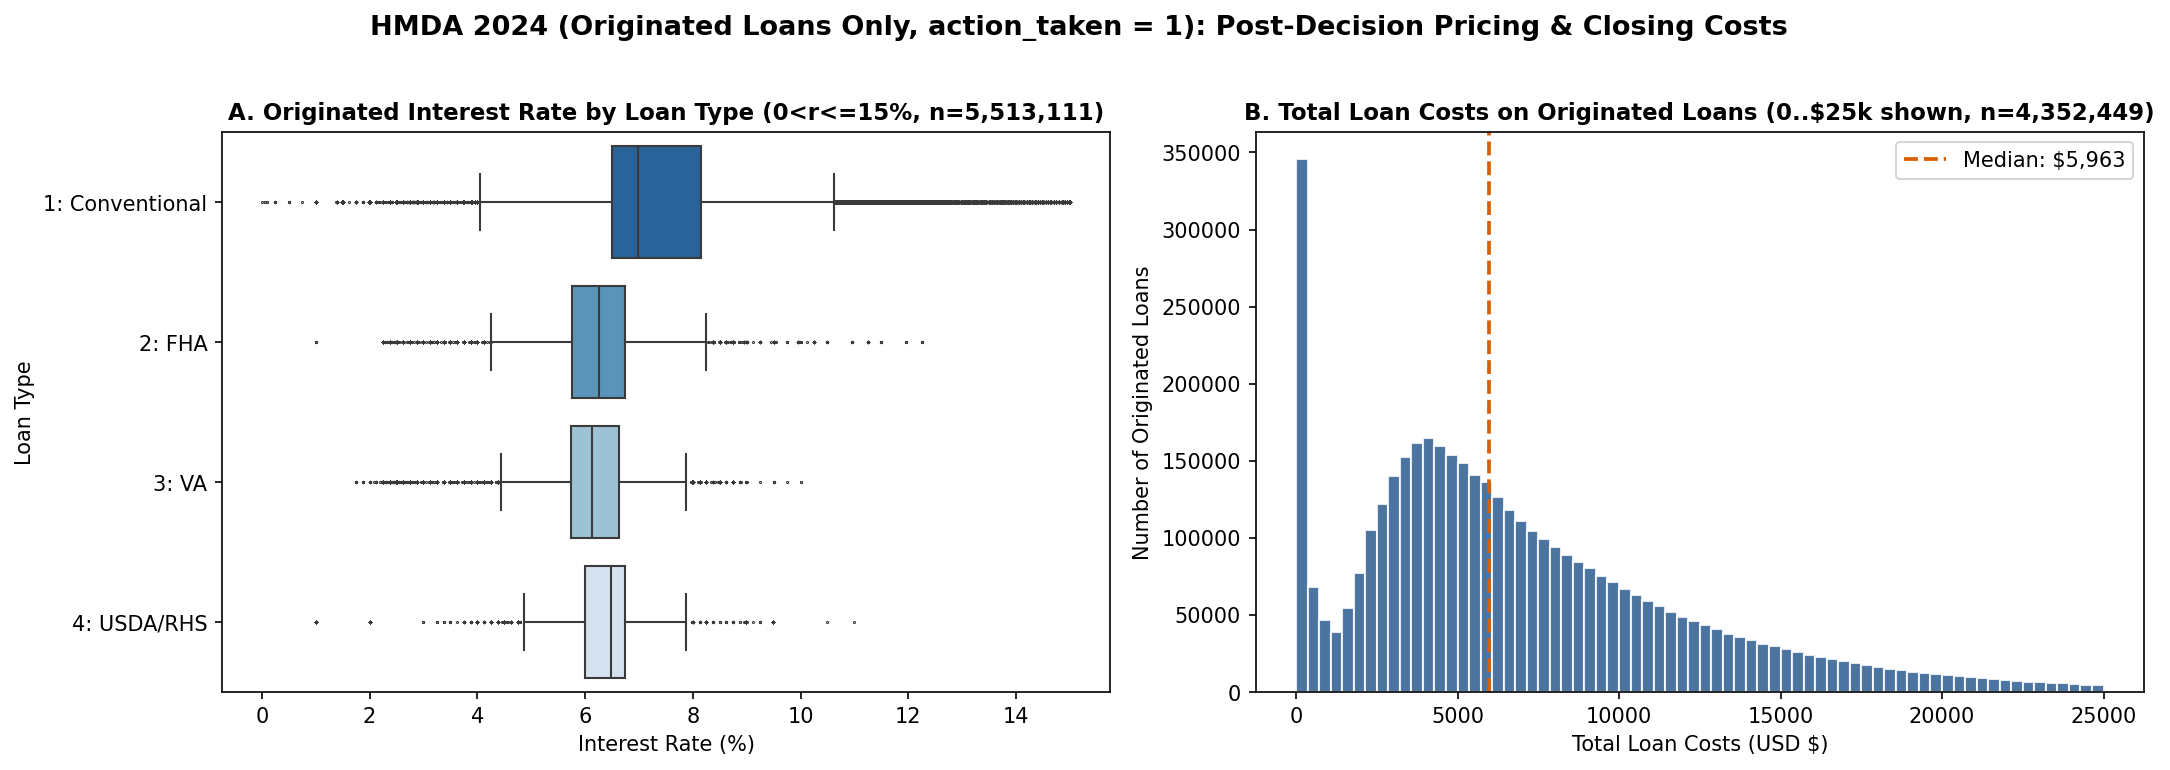 HMDA 2024 (Originated Loans Only, action_taken = 1): Post-Decision Pricing & Closing Costs
A. Originated Interest Rate by Loan Type (0<r<=15%, n=5,513,111)
Loan Type
1: Conventional
2: FHA
3: VA
4: USDA/RHS
0 2 4 6 8 10 12 14
Interest Rate (%)
B. Total Loan Costs on Originated Loans (0..$25k shown, n=4,352,449)
Median: $5,963
Number of Originated Loans
350000
300000
250000
200000
150000
100000
50000
0
0 5000 10000 15000 20000 25000
Total Loan Costs (USD $)